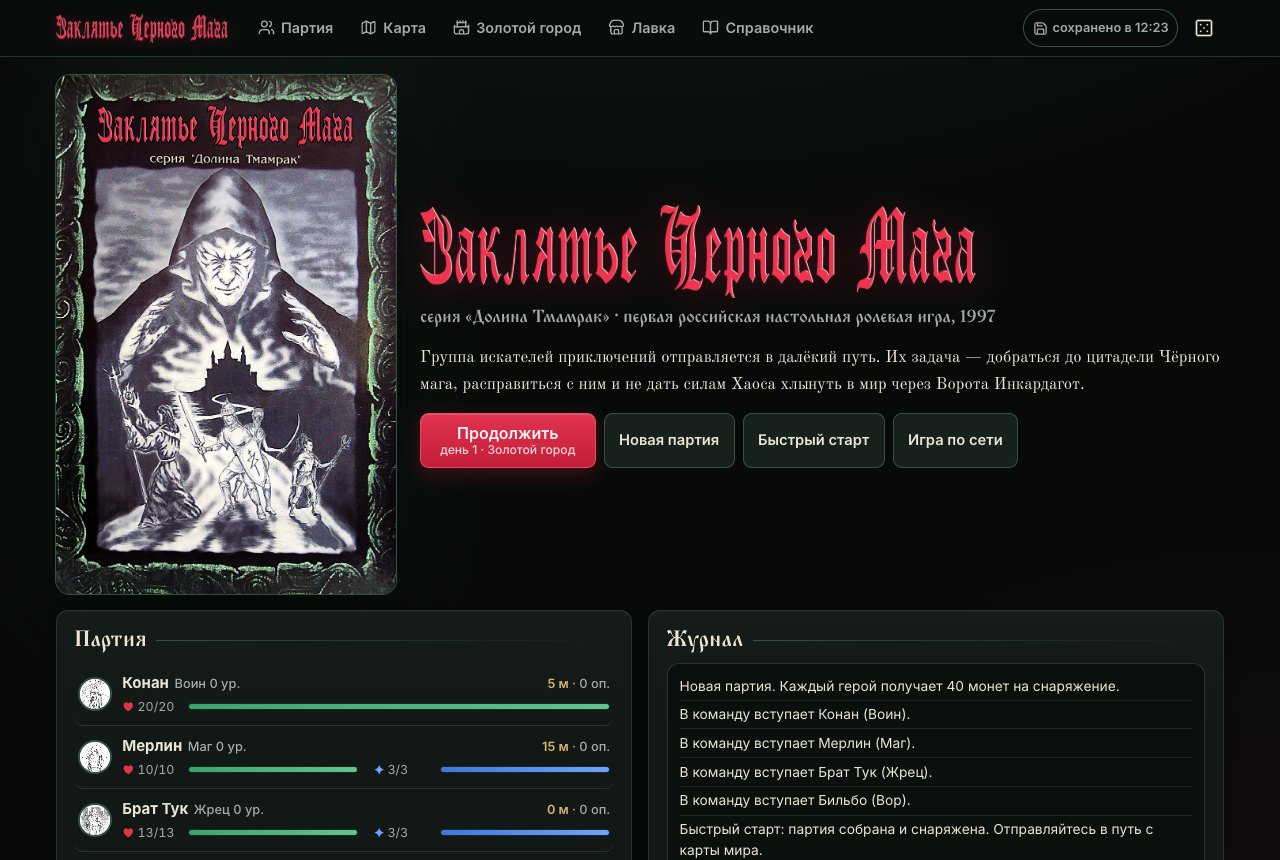 Заклятье Черного Мага
Партия
Карта
Золотой город
Лавка
Справочник
сохранено в 12:23
Заклятье Черного Мага
серия "Долина Тмамрак"
Заклятье Черного Мага
серия «Долина Тмамрак» · первая российская настольная ролевая игра, 1997
Группа искателей приключений отправляется в далёкий путь. Их задача — добраться до цитадели Чёрного
мага, расправиться с ним и не дать силам Хаоса хлынуть в мир через Ворота Инкардагот.
Продолжить
день 1 · Золотой город
Новая партия
Быстрый старт
Игра по сети
Партия
Конан Воин 0 ур. 5 м · 0 оп.
20/20
Мерлин Маг 0 ур. 15 м · 0 оп.
10/10 3/3
Брат Тук Жрец 0 ур. 0 м · 0 оп.
13/13 3/3
Журнал
Новая партия. Каждый герой получает 40 монет на снаряжение.
В команду вступает Конан (Воин).
В команду вступает Мерлин (Маг).
В команду вступает Брат Тук (Жрец).
В команду вступает Бильбо (Вор).
Быстрый старт: партия собрана и снаряжена. Отправляйтесь в путь с
карты мира.